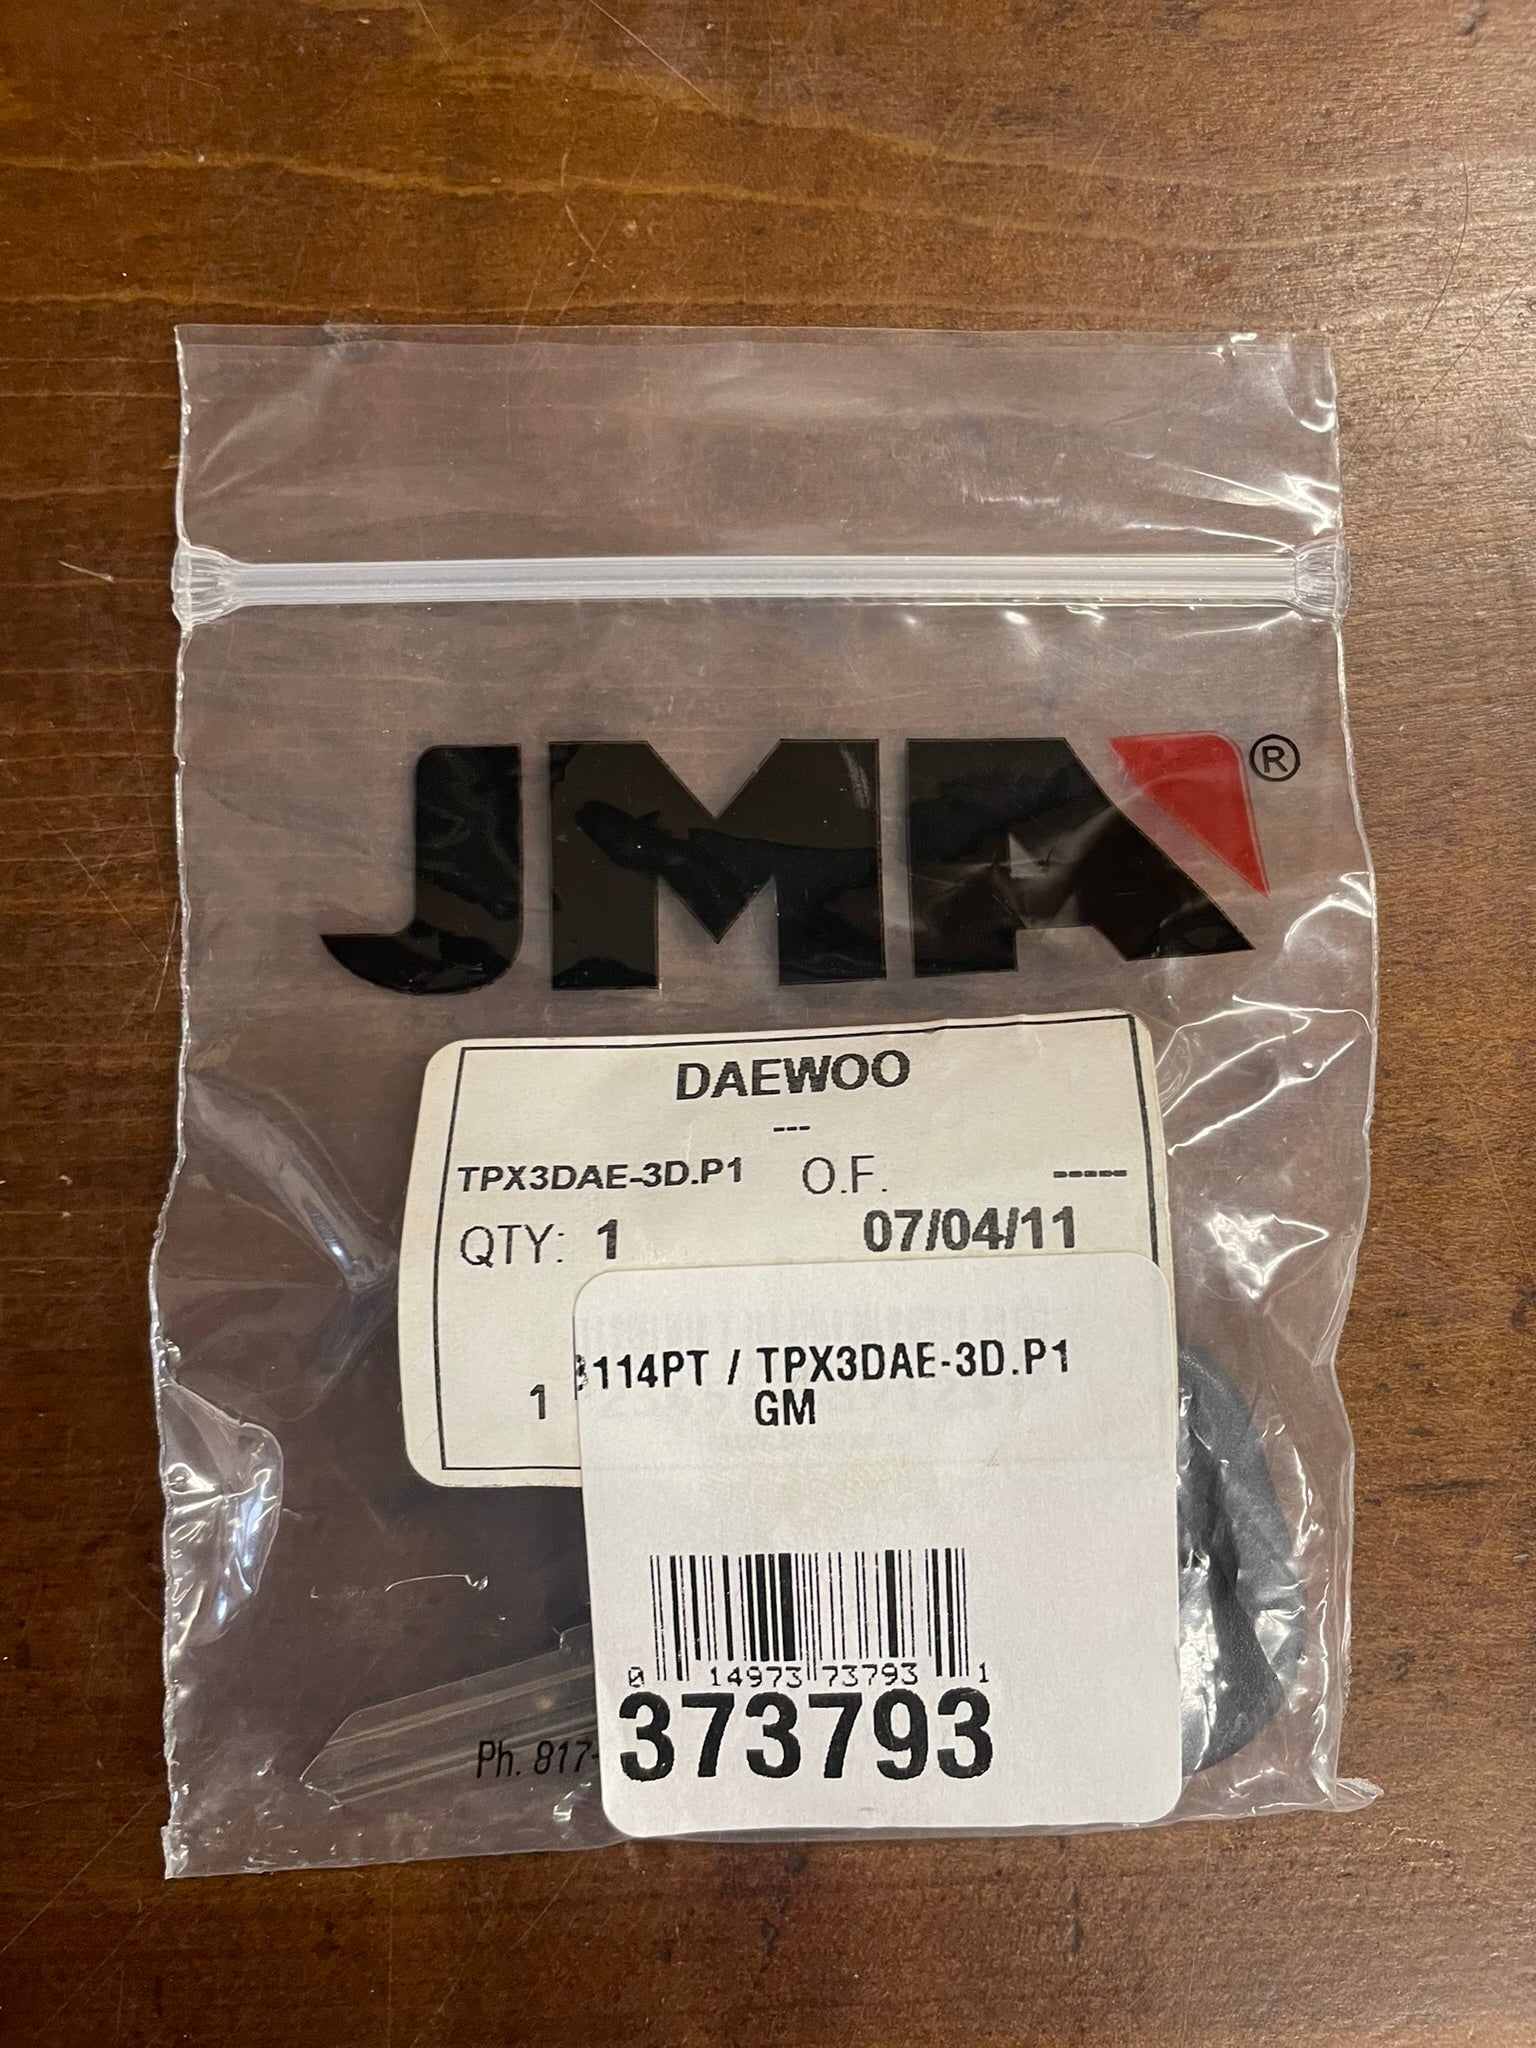 JMA®
DAEWOO
---
TPX3DAE-3D.P1 O.F. -----
QTY: 1 07/04/11
114PT / TPX3DAE-3D.P1
GM
1
0 14973 73793 1
373793
Ph. 817-